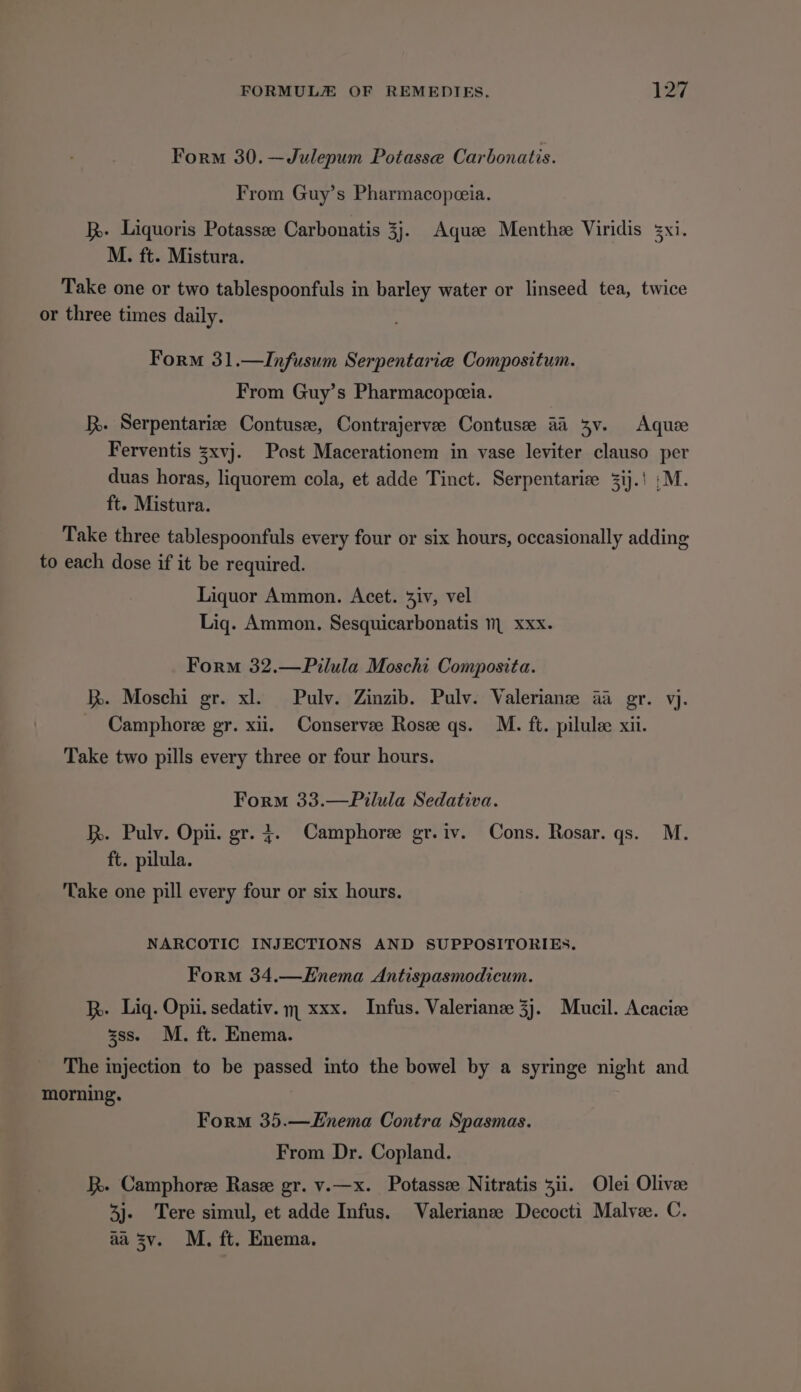 FORMULÆ OF REMEDIES. 127
Form 30.—Julepum Potassæ Carbonatis.
From Guy's Pharmacopœia.
℞. Liquoris Potassæ Carbonatis ℥j. Aquæ Menthæ Viridis ℥xi.
M. ft. Mistura.
Take one or two tablespoonfuls in barley water or linseed tea, twice
or three times daily.
Form 31.—Infusum Serpentariæ Compositum.
From Guy's Pharmacopœia.
℞. Serpentariæ Contusæ, Contrajervæ Contusæ āā ʒv. Aquæ
Ferventis ℥xvj. Post Macerationem in vase leviter clauso per
duas horas, liquorem cola, et adde Tinct. Serpentariæ ℥ij. M.
ft. Mistura.
Take three tablespoonfuls every four or six hours, occasionally adding
to each dose if it be required.
Liquor Ammon. Acet. ʒiv, vel
Liq. Ammon. Sesquicarbonatis ♏ xxx.
Form 32.—Pilula Moschi Composita.
℞. Moschi gr. xl. Pulv. Zinzib. Pulv. Valerianæ āā gr. vj.
Camphoræ gr. xii. Conservæ Rosæ qs. M. ft. pilulæ xii.
Take two pills every three or four hours.
Form 33.—Pilula Sedativa.
℞. Pulv. Opii. gr. Camphoræ gr. iv. Cons. Rosar. qs. M.
ft. pilula.
Take one pill every four or six hours.
NARCOTIC INJECTIONS AND SUPPOSITORIES.
Form 34.—Enema Antispasmodicum.
℞. Liq. Opii. sedativ. ♏ xxx. Infus. Valerianæ ℥j. Mucil. Acaciæ
℥ss. M. ft. Enema.
The injection to be passed into the bowel by a syringe night and
morning.
Form 35.—Enema Contra Spasmas.
From Dr. Copland.
℞. Camphoræ Rasæ gr. v.—x. Potassæ Nitratis ʒii. Olei Olivæ
℥j. Tere simul, et adde Infus. Valerianæ Decocti Malvæ. C.
āā ℥v. M. ft. Enema.